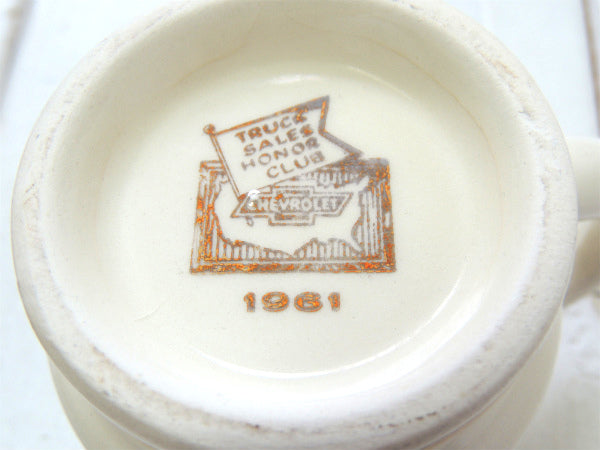 TRUCK
SALES
HONOR
CLUB
CHEVROLET
1961